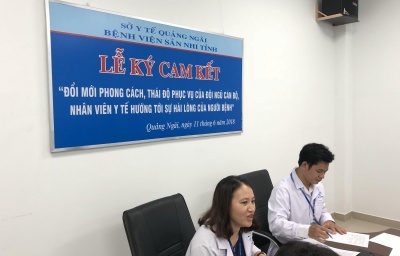 SỞ Y TẾ QUẢNG NGÃI
BỆNH VIỆN SẢN NHI TỈNH
LỄ KÝ CAM KẾT
"ĐỔI MỚI PHONG CÁCH, THÁI ĐỘ PHỤC VỤ CỦA ĐỘI NGŨ CÁN BỘ,
NHÂN VIÊN Y TẾ HƯỚNG TỚI SỰ HÀI LÒNG CỦA NGƯỜI BỆNH"
Quảng Ngãi, ngày 11 tháng 6 năm 2018